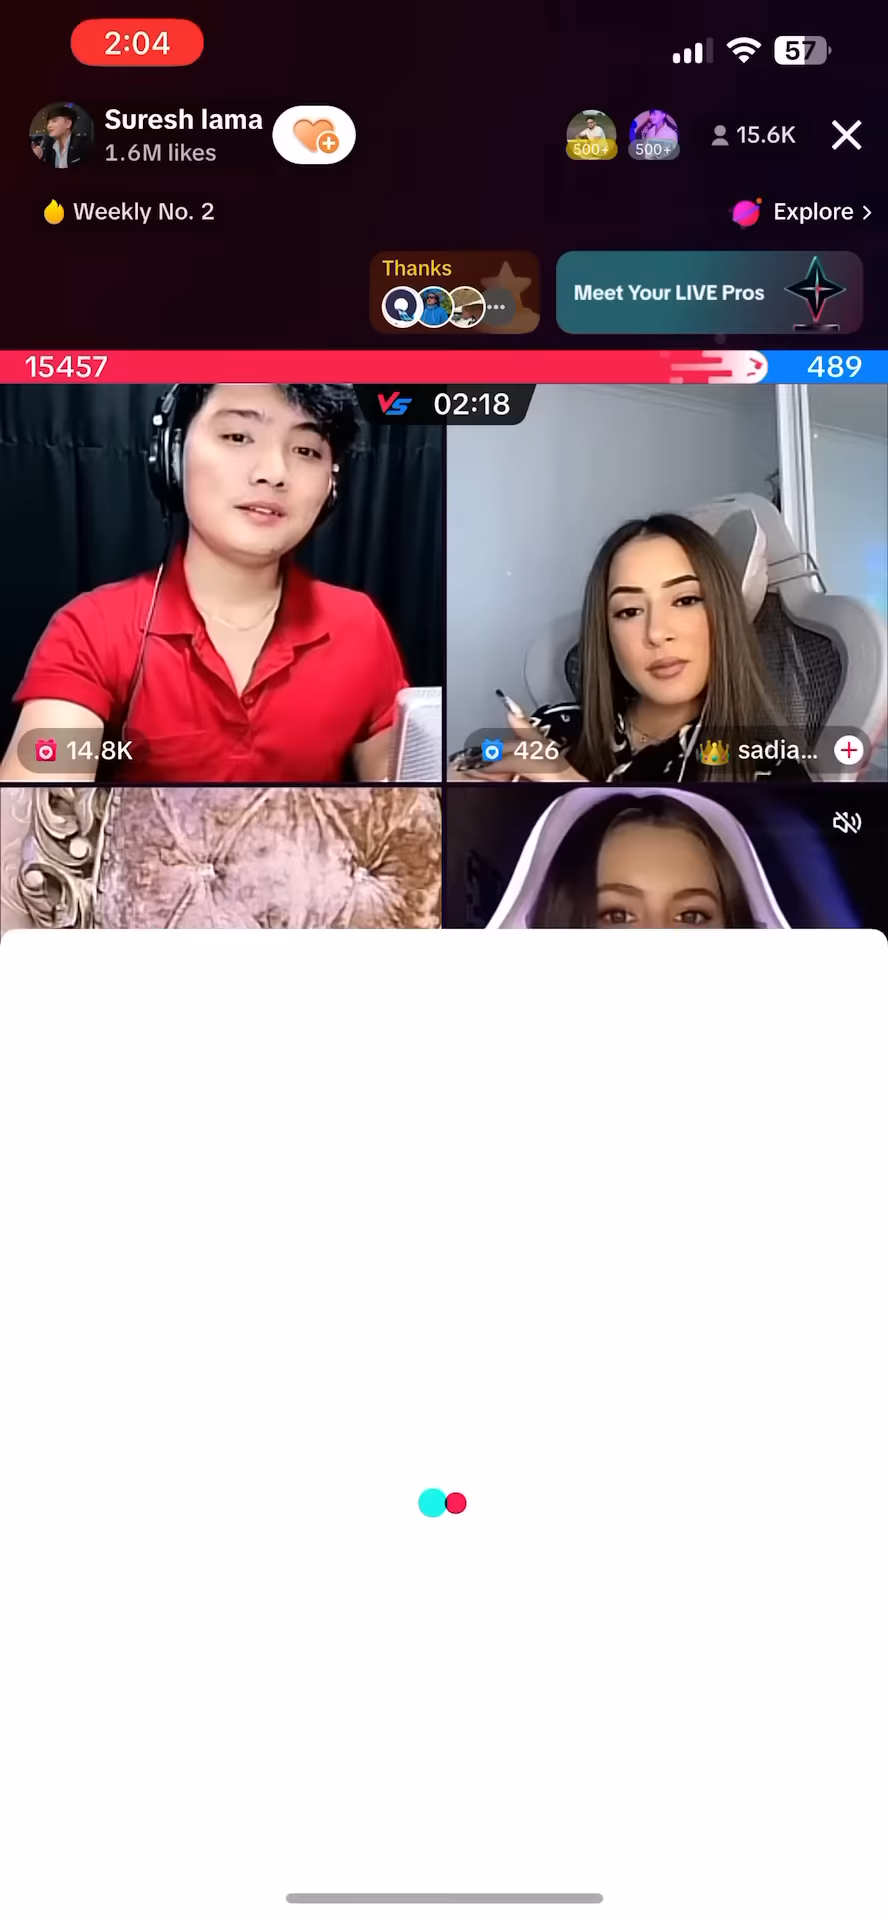 2:04
57
Suresh lama
1.6M likes
500+
500+
15.6K
Weekly No. 2
Explore >
Thanks
Meet Your LIVE Pros
15457
489
VS 02:18
14.8K
426
sadia...